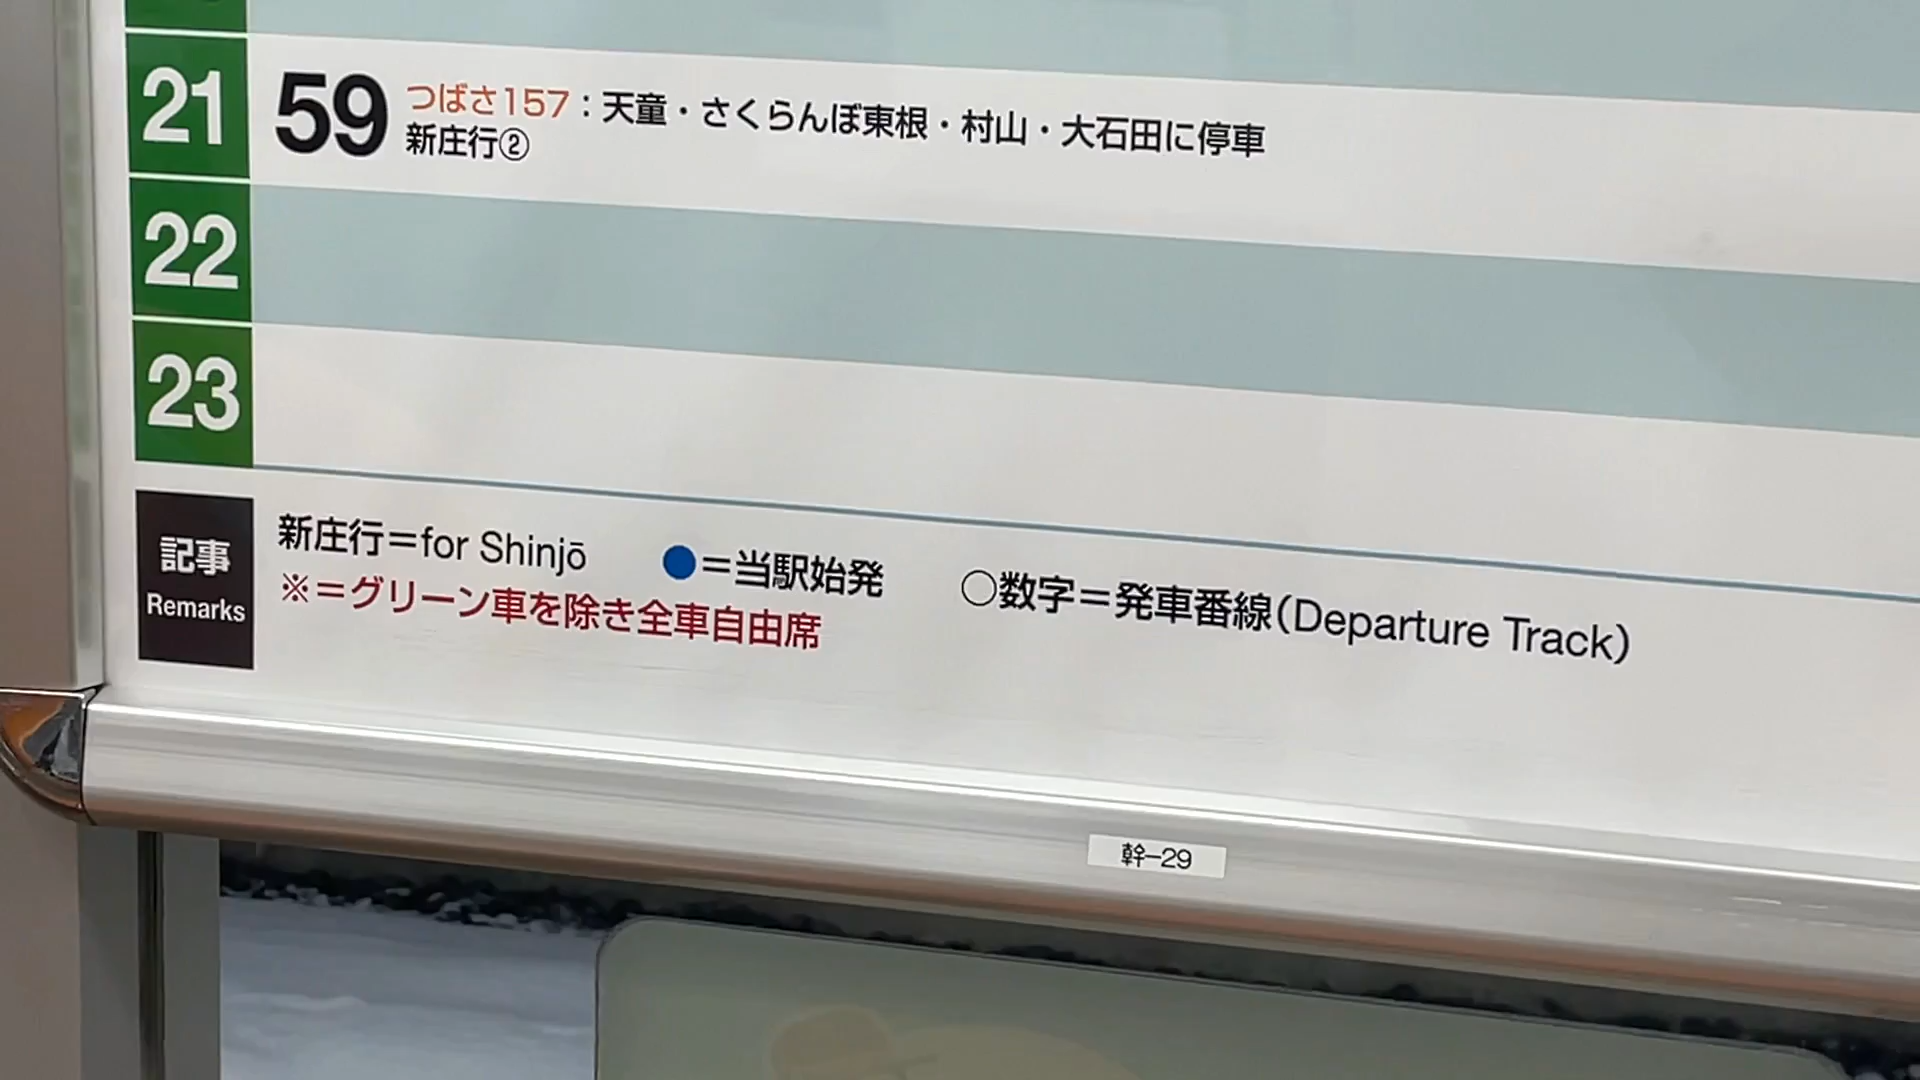 21
59
つばさ157：天童・さくらんぼ東根・村山・大石田に停車
新庄行②
22
23
記事
Remarks
新庄行＝for Shinjō ●＝当駅始発 ○数字＝発車番線（Departure Track）
※＝グリーン車を除き全車自由席
幹−29